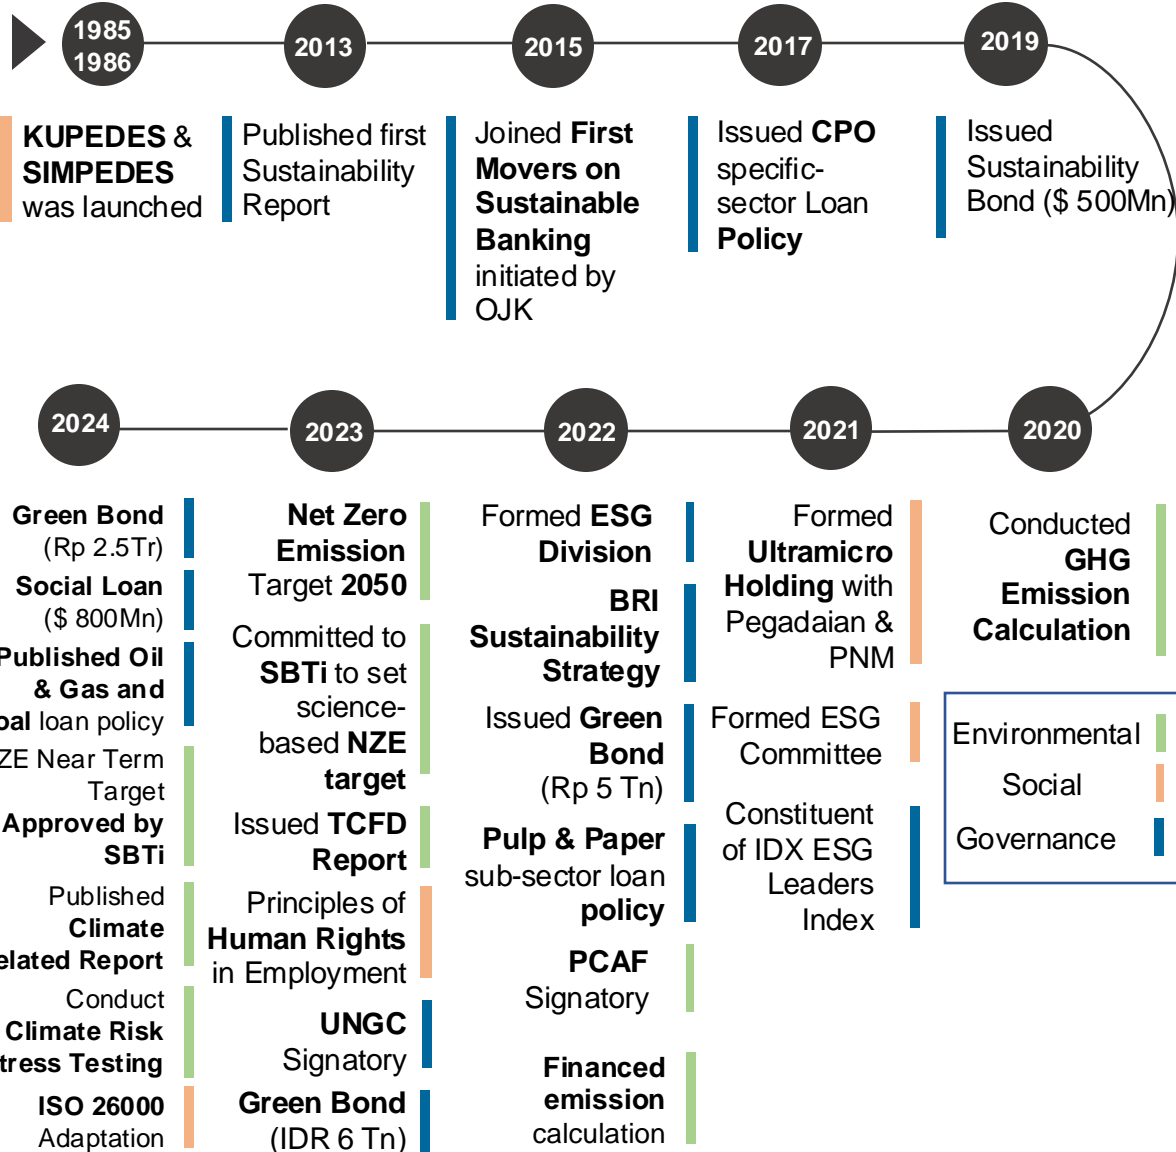 1985
1986
2013
2015
2017
2019
KUPEDES &
SIMPEDES
was launched
Published first
Sustainability
Report
Joined First
Movers on
Sustainable
Banking
initiated by
OJK
Issued CPO
specific-
sector Loan
Policy
Issued
Sustainability
Bond ($ 500Mn)
2024
2023
2022
2021
2020
Green Bond
(Rp 2.5Tr)
Social Loan
($ 800Mn)
Published Oil
& Gas and
loan policy
Near Term
Target
Approved by
SBTi
Published
Climate
Report
Conduct
Climate Risk
Testing
ISO 26000
Adaptation
Net Zero
Emission
Target 2050
Committed to
SBTi to set
science-
based NZE
target
Issued TCFD
Report
Principles of
Human Rights
in Employment
UNGC
Signatory
Green Bond
(IDR 6 Tn)
Formed ESG
Division
BRI
Sustainability
Strategy
Issued Green
Bond
(Rp 5 Tn)
Pulp & Paper
sub-sector loan
policy
PCAF
Signatory
Financed
emission
calculation
Formed
Ultramicro
Holding with
Pegadaian &
PNM
Formed ESG
Committee
Constituent
of IDX ESG
Leaders
Index
Conducted
GHG
Emission
Calculation
Environmental
Social
Governance